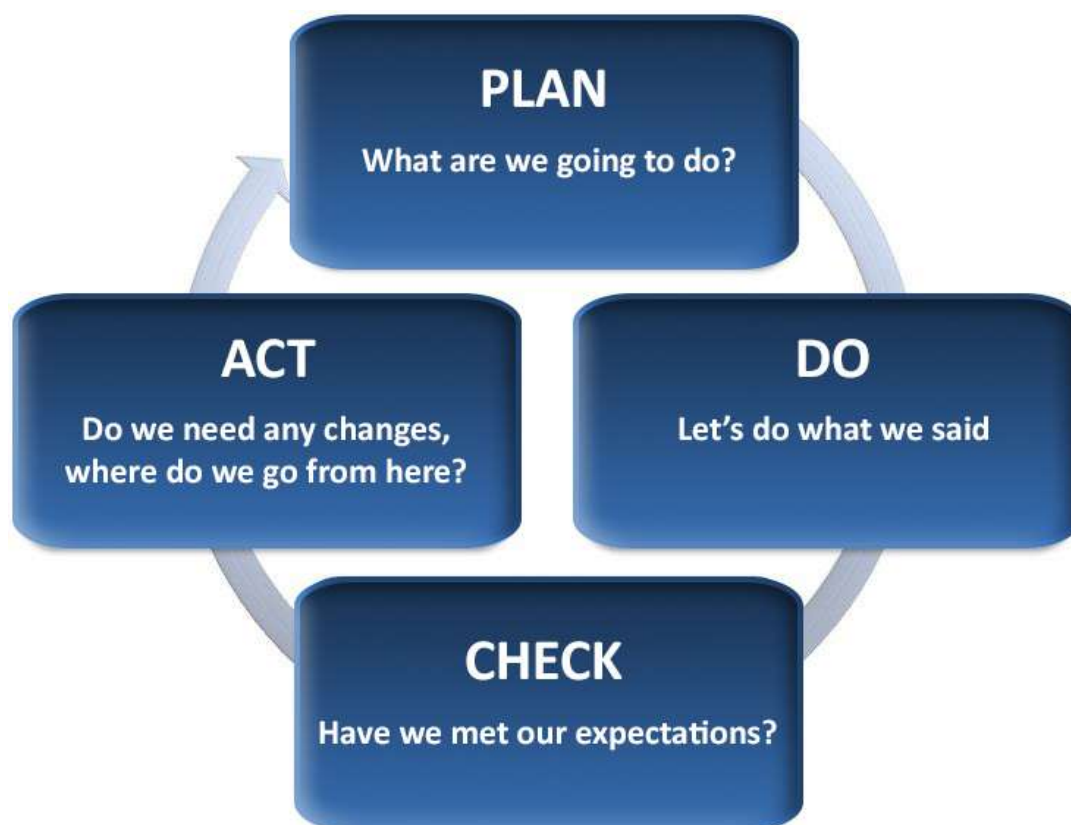 PLAN
What are we going to do?
DO
Let’s do what we said
CHECK
Have we met our expectations?
ACT
Do we need any changes,
where do we go from here?